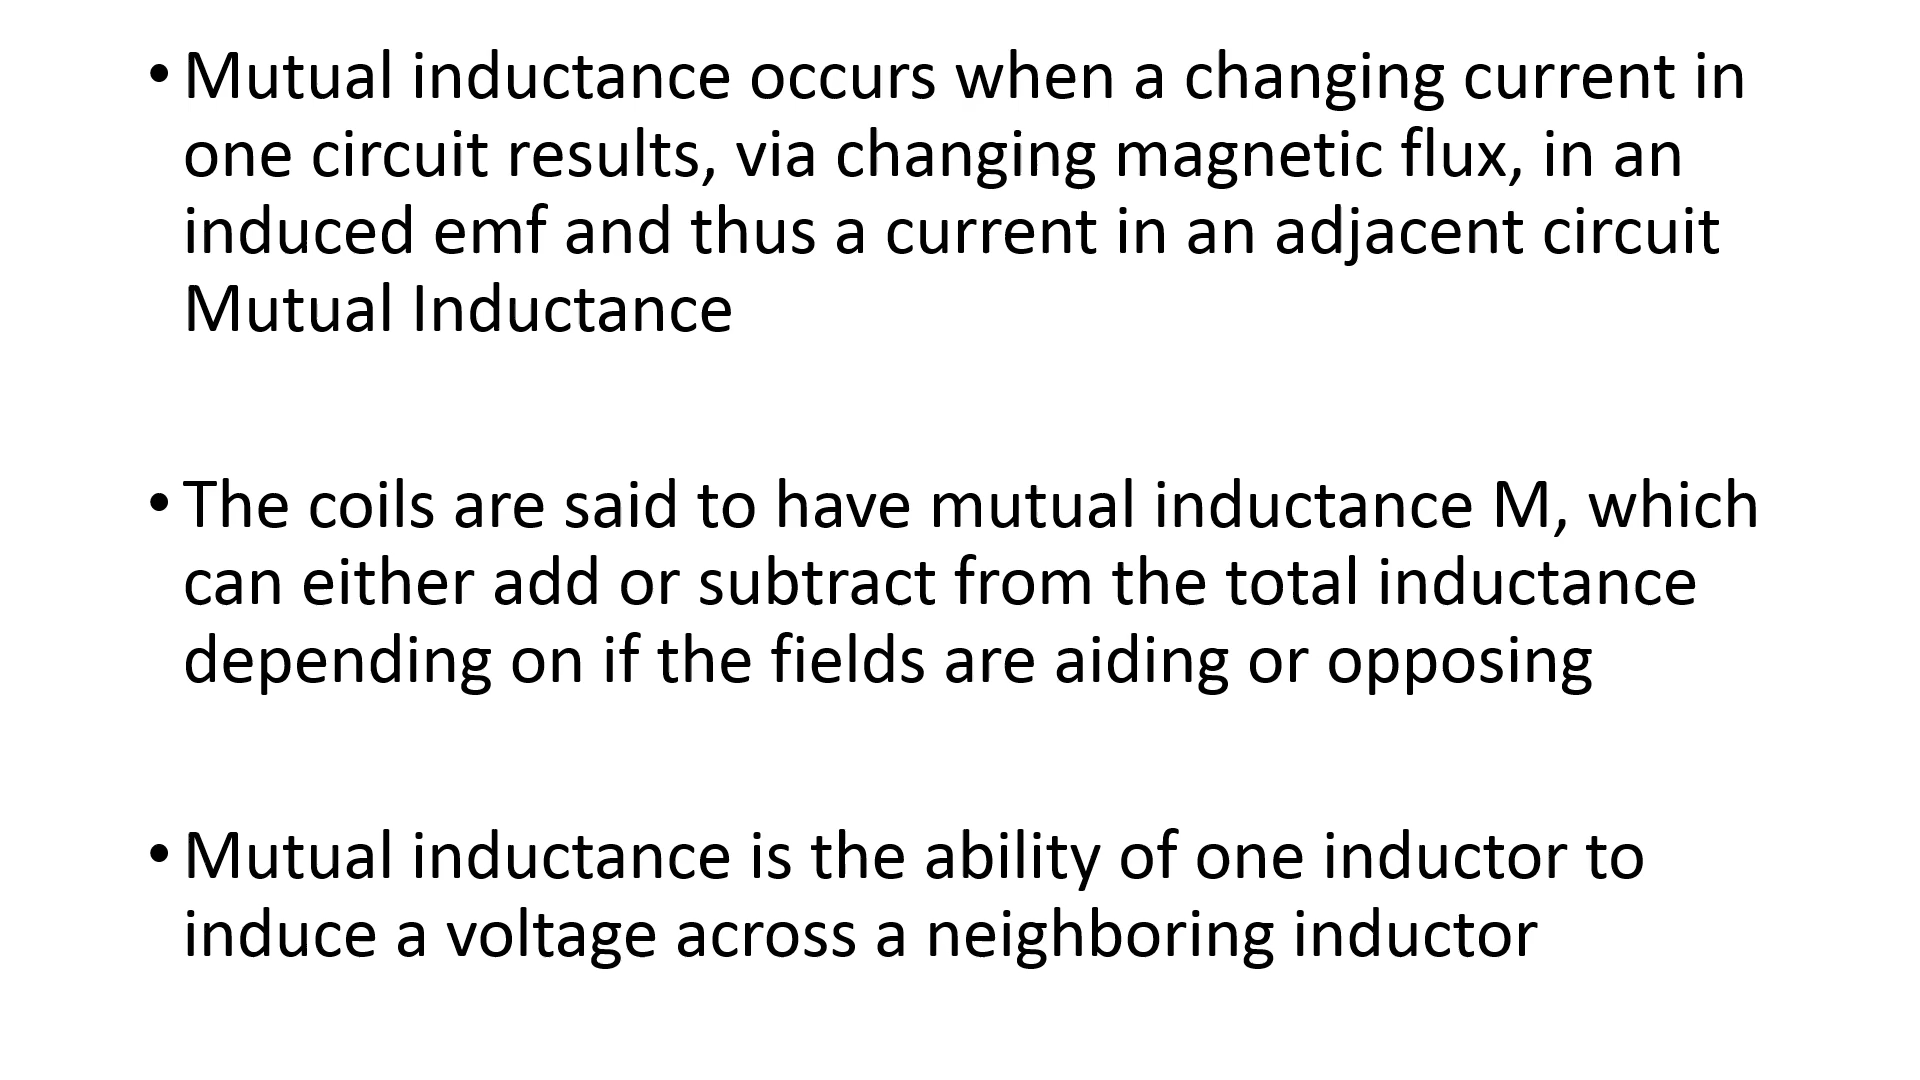 • Mutual inductance occurs when a changing current in
one circuit results, via changing magnetic flux, in an
induced emf and thus a current in an adjacent circuit
Mutual Inductance
• The coils are said to have mutual inductance M, which
can either add or subtract from the total inductance
depending on if the fields are aiding or opposing
• Mutual inductance is the ability of one inductor to
induce a voltage across a neighboring inductor